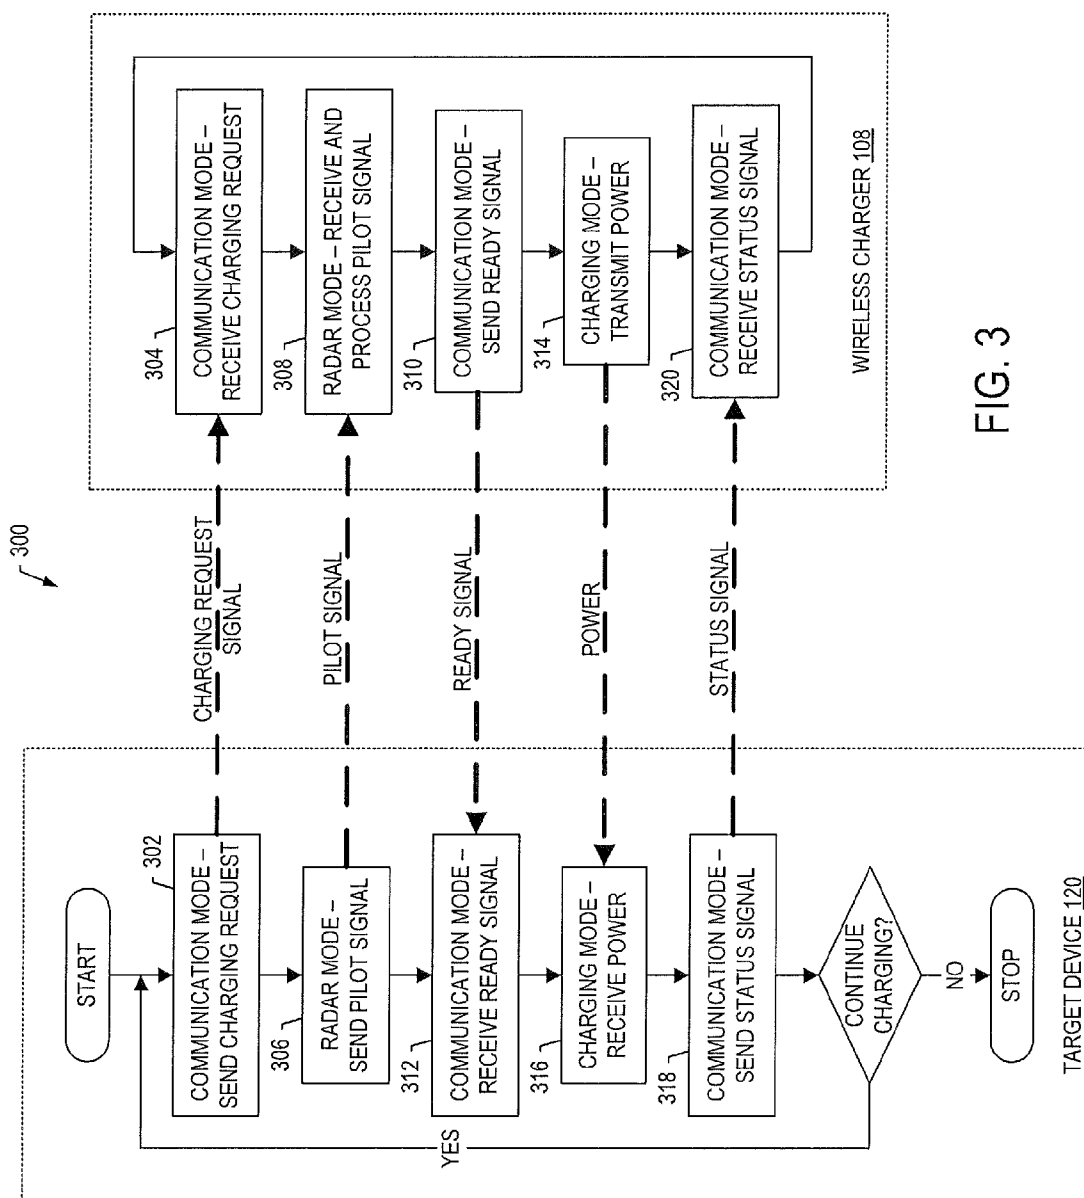 300
START
302
COMMUNICATION MODE –
SEND CHARGING REQUEST
306
RADAR MODE –
SEND PILOT SIGNAL
312
COMMUNICATION MODE –
RECEIVE READY SIGNAL
316
CHARGING MODE –
RECEIVE POWER
318
COMMUNICATION MODE –
SEND STATUS SIGNAL
CONTINUE
CHARGING?
YES
NO
STOP
TARGET DEVICE 120
CHARGING REQUEST
SIGNAL
PILOT SIGNAL
READY SIGNAL
POWER
STATUS SIGNAL
304
COMMUNICATION MODE –
RECEIVE CHARGING REQUEST
308
RADAR MODE – RECEIVE AND
PROCESS PILOT SIGNAL
310
COMMUNICATION MODE –
SEND READY SIGNAL
314
CHARGING MODE –
TRANSMIT POWER
320
COMMUNICATION MODE –
RECEIVE STATUS SIGNAL
WIRELESS CHARGER 108
FIG. 3